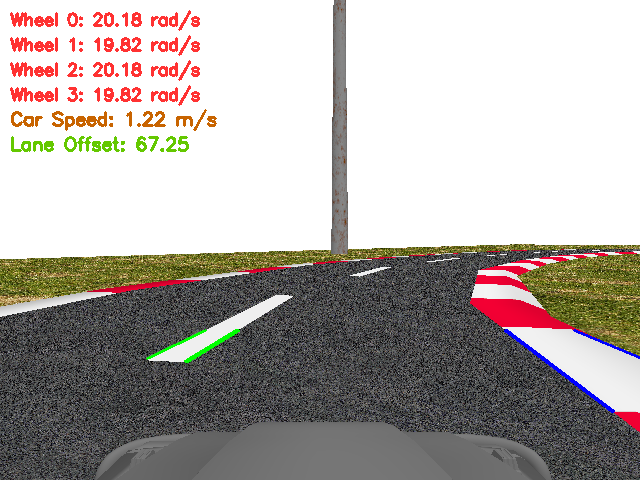 Wheel 0: 20.18 rad/s
Wheel 1: 19.82 rad/s
Wheel 2: 20.18 rad/s
Wheel 3: 19.82 rad/s
Car Speed: 1.22 m/s
Lane Offset: 67.25